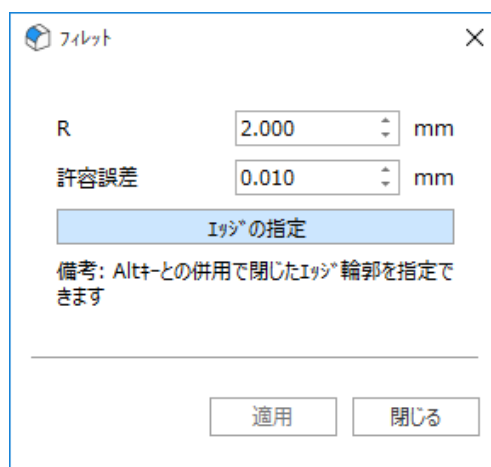 ﾌｨﾚｯﾄ
R 2.000 mm
許容誤差 0.010 mm
ｴｯｼﾞの指定
備考: Altｷｰとの併用で閉じたｴｯｼﾞ輪郭を指定で
きます
適用 閉じる